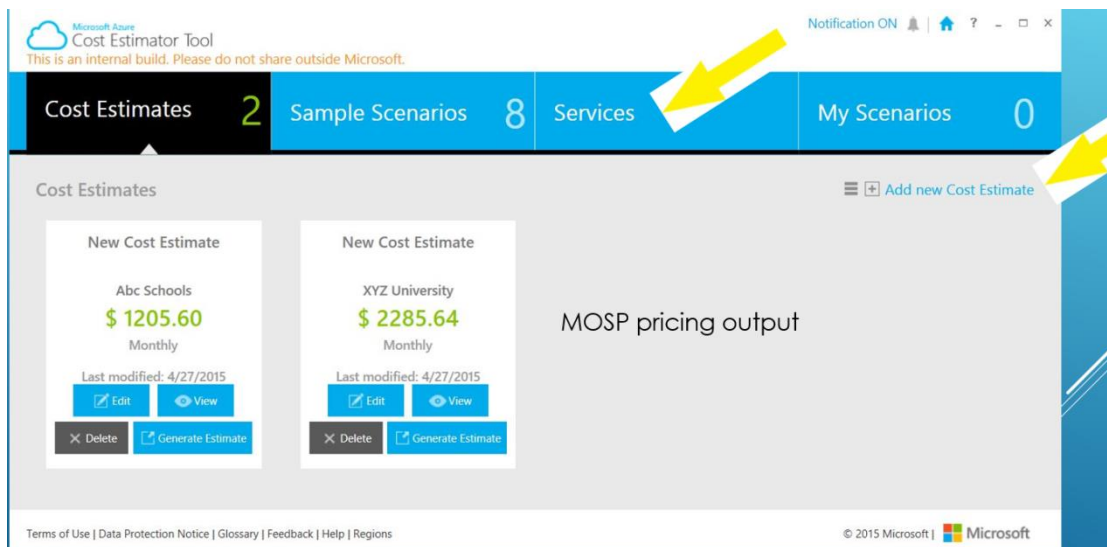 Microsoft Azure
Cost Estimator Tool
This is an internal build. Please do not share outside Microsoft.
Notification ON ?
Cost Estimates 2 Sample Scenarios 8 Services My Scenarios 0
Cost Estimates
Add new Cost Estimate
New Cost Estimate
Abc Schools
$ 1205.60
Monthly
Last modified: 4/27/2015
Edit View
Delete Generate Estimate
New Cost Estimate
XYZ University
$ 2285.64
Monthly
Last modified: 4/27/2015
Edit View
Delete Generate Estimate
MOSP pricing output
Terms of Use | Data Protection Notice | Glossary | Feedback | Help | Regions
© 2015 Microsoft | Microsoft